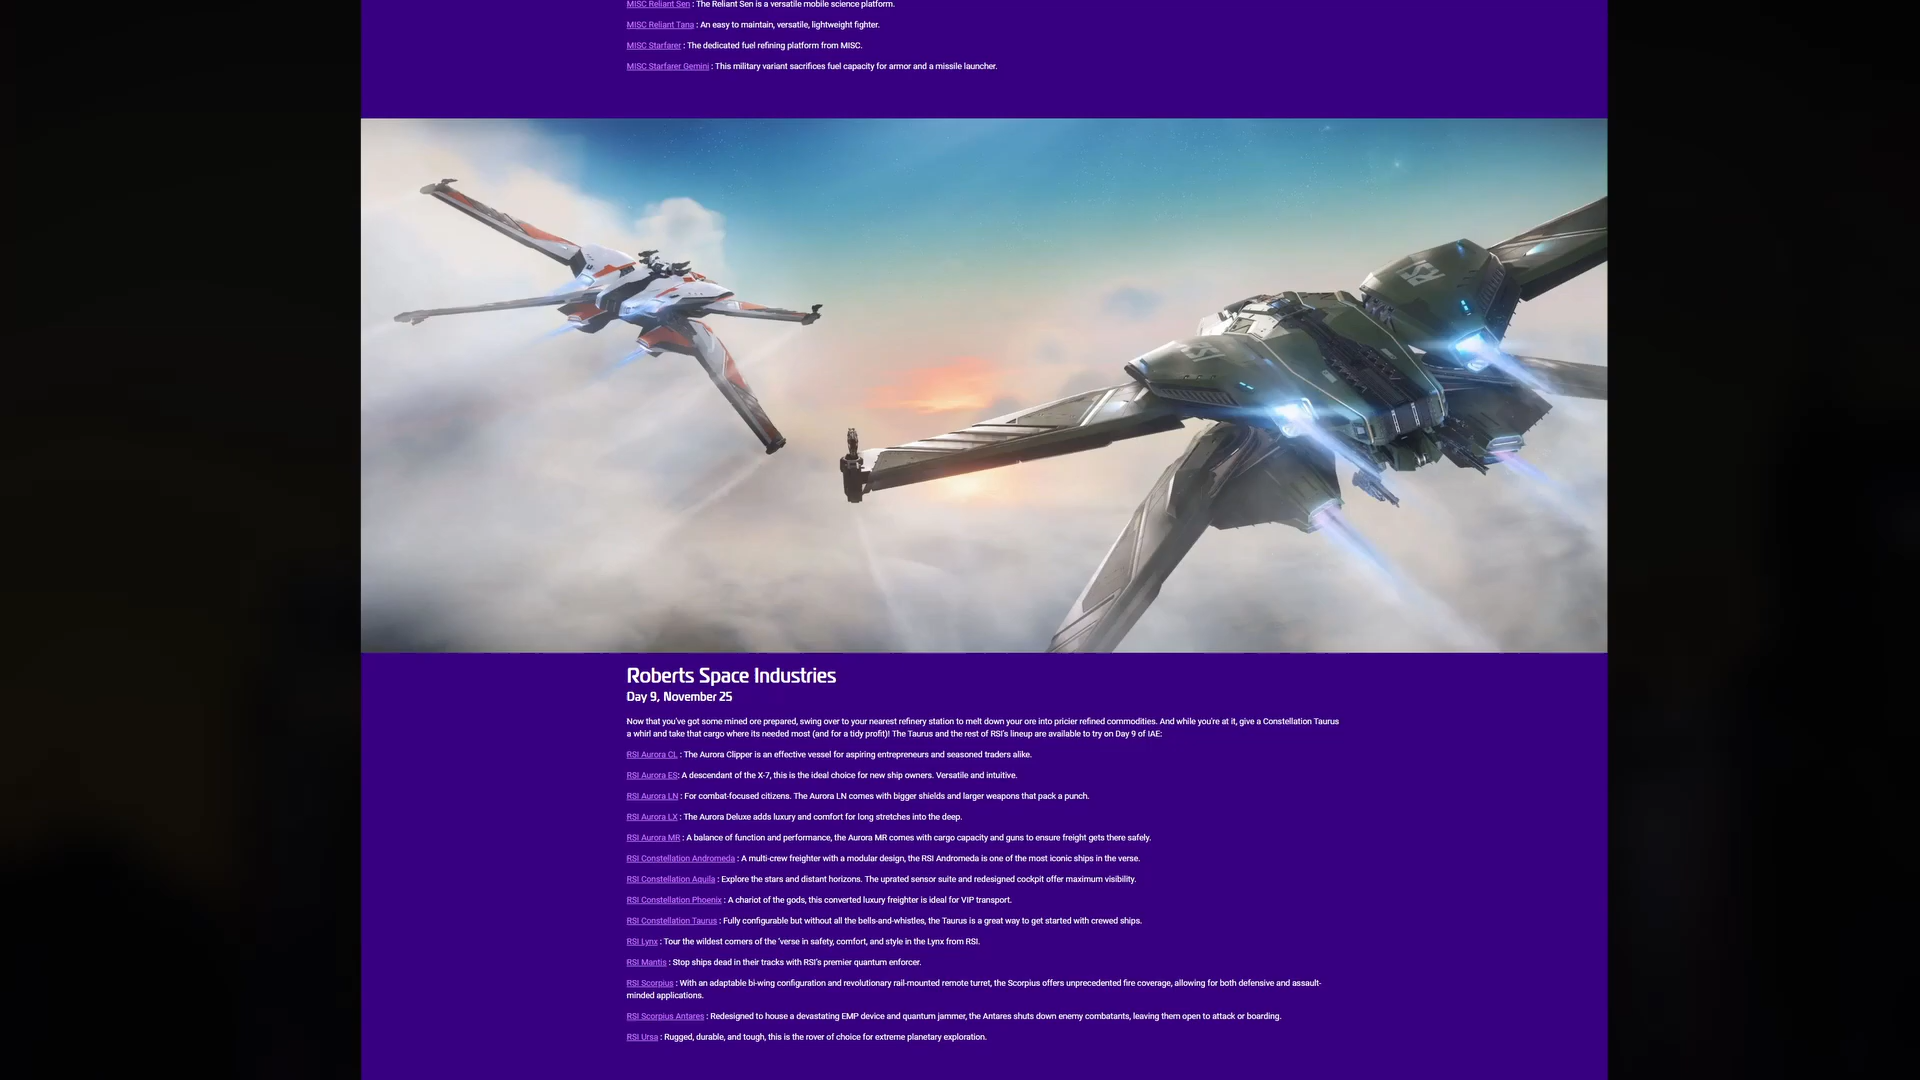 MISC Reliant Sen : The Reliant Sen is a versatile mobile science platform.
MISC Reliant Tana : An easy to maintain, versatile, lightweight fighter.
MISC Starfarer : The dedicated fuel refining platform from MISC.
MISC Starfarer Gemini : This military variant sacrifices fuel capacity for armor and a missile launcher.
RSI
RSI
Roberts Space Industries
Day 9, November 25
Now that you've got some mined ore prepared, swing over to your nearest refinery station to melt down your ore into pricier refined commodities. And while you're at it, give a Constellation Taurus
a whirl and take that cargo where its needed most (and for a tidy profit)! The Taurus and the rest of RSI's lineup are available to try on Day 9 of IAE:
RSI Aurora CL : The Aurora Clipper is an effective vessel for aspiring entrepreneurs and seasoned traders alike.
RSI Aurora ES: A descendant of the X-7, this is the ideal choice for new ship owners. Versatile and intuitive.
RSI Aurora LN : For combat-focused citizens. The Aurora LN comes with bigger shields and larger weapons that pack a punch.
RSI Aurora LX : The Aurora Deluxe adds luxury and comfort for long stretches into the deep.
RSI Aurora MR : A balance of function and performance, the Aurora MR comes with cargo capacity and guns to ensure freight gets there safely.
RSI Constellation Andromeda : A multi-crew freighter with a modular design, the RSI Andromeda is one of the most iconic ships in the verse.
RSI Constellation Aquila : Explore the stars and distant horizons. The uprated sensor suite and redesigned cockpit offer maximum visibility.
RSI Constellation Phoenix : A chariot of the gods, this converted luxury freighter is ideal for VIP transport.
RSI Constellation Taurus : Fully configurable but without all the bells-and-whistles, the Taurus is a great way to get started with crewed ships.
RSI Lynx : Tour the wildest corners of the 'verse in safety, comfort, and style in the Lynx from RSI.
RSI Mantis : Stop ships dead in their tracks with RSI's premier quantum enforcer.
RSI Scorpius : With an adaptable bi-wing configuration and revolutionary rail-mounted remote turret, the Scorpius offers unprecedented fire coverage, allowing for both defensive and assault-
minded applications.
RSI Scorpius Antares : Redesigned to house a devastating EMP device and quantum jammer, the Antares shuts down enemy combatants, leaving them open to attack or boarding.
RSI Ursa : Rugged, durable, and tough, this is the rover of choice for extreme planetary exploration.